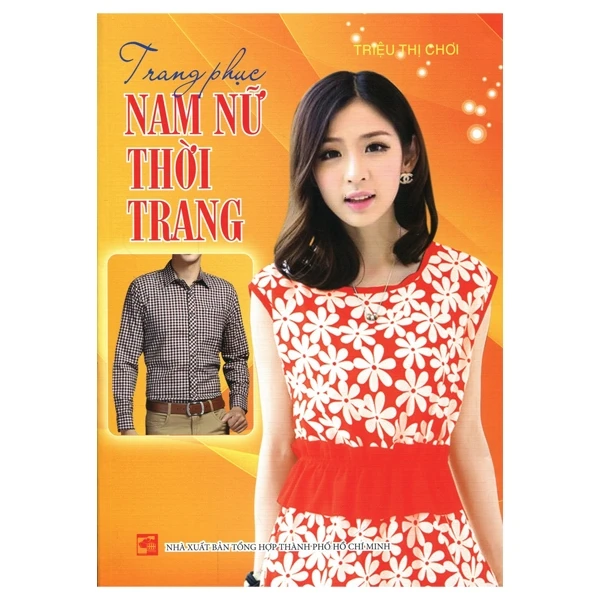 TRIỆU THỊ CHƠI
Trang phục
NAM NỮ
THỜI
TRANG
NHÀ XUẤT BẢN TỔNG HỢP THÀNH PHỐ HỒ CHÍ MINH